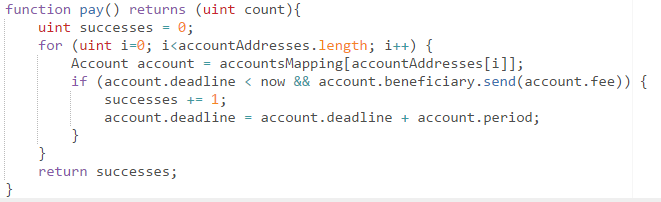 function pay() returns (uint count){
    uint successes = 0;
    for (uint i=0; i<accountAddresses.length; i++) {
        Account account = accountsMapping[accountAddresses[i]];
        if (account.deadline < now && account.beneficiary.send(account.fee)) {
            successes += 1;
            account.deadline = account.deadline + account.period;
        }
    }
    return successes;
}